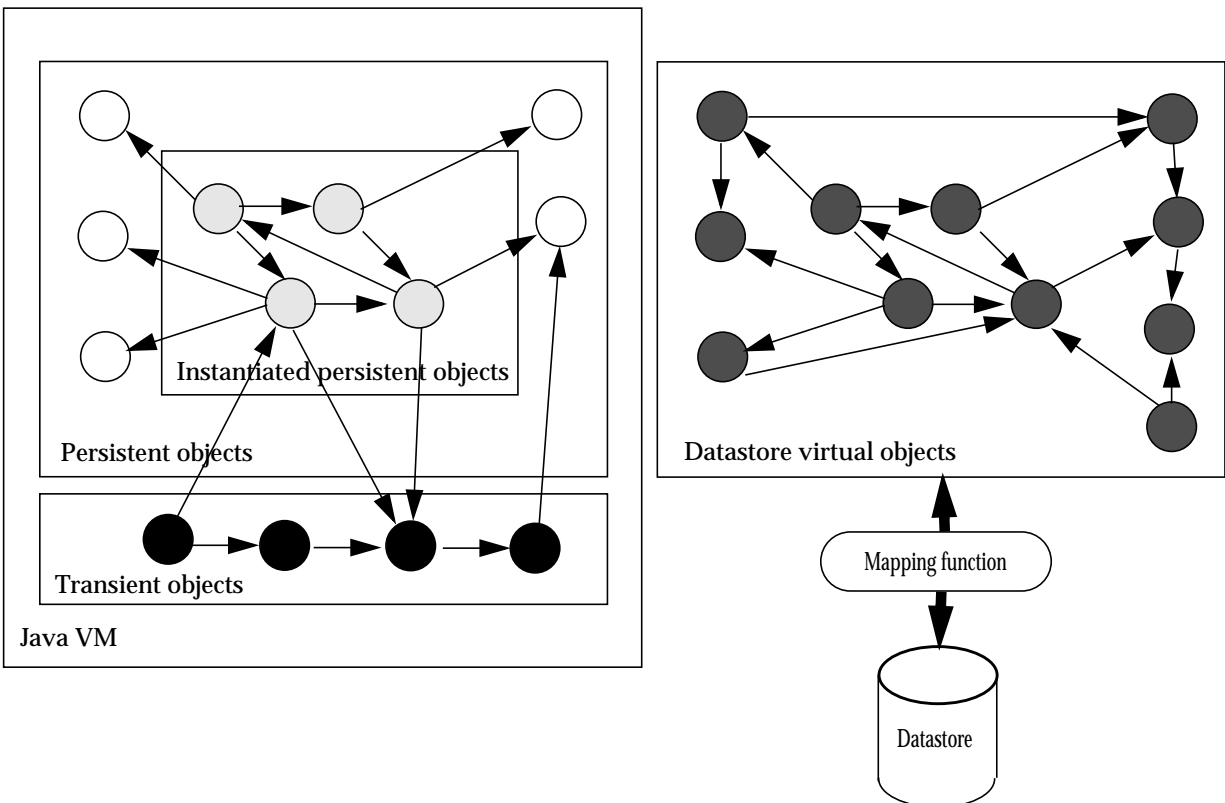 Instantiated persistent objects
Persistent objects
Transient objects
Java VM
Datastore virtual objects
Mapping function
Datastore